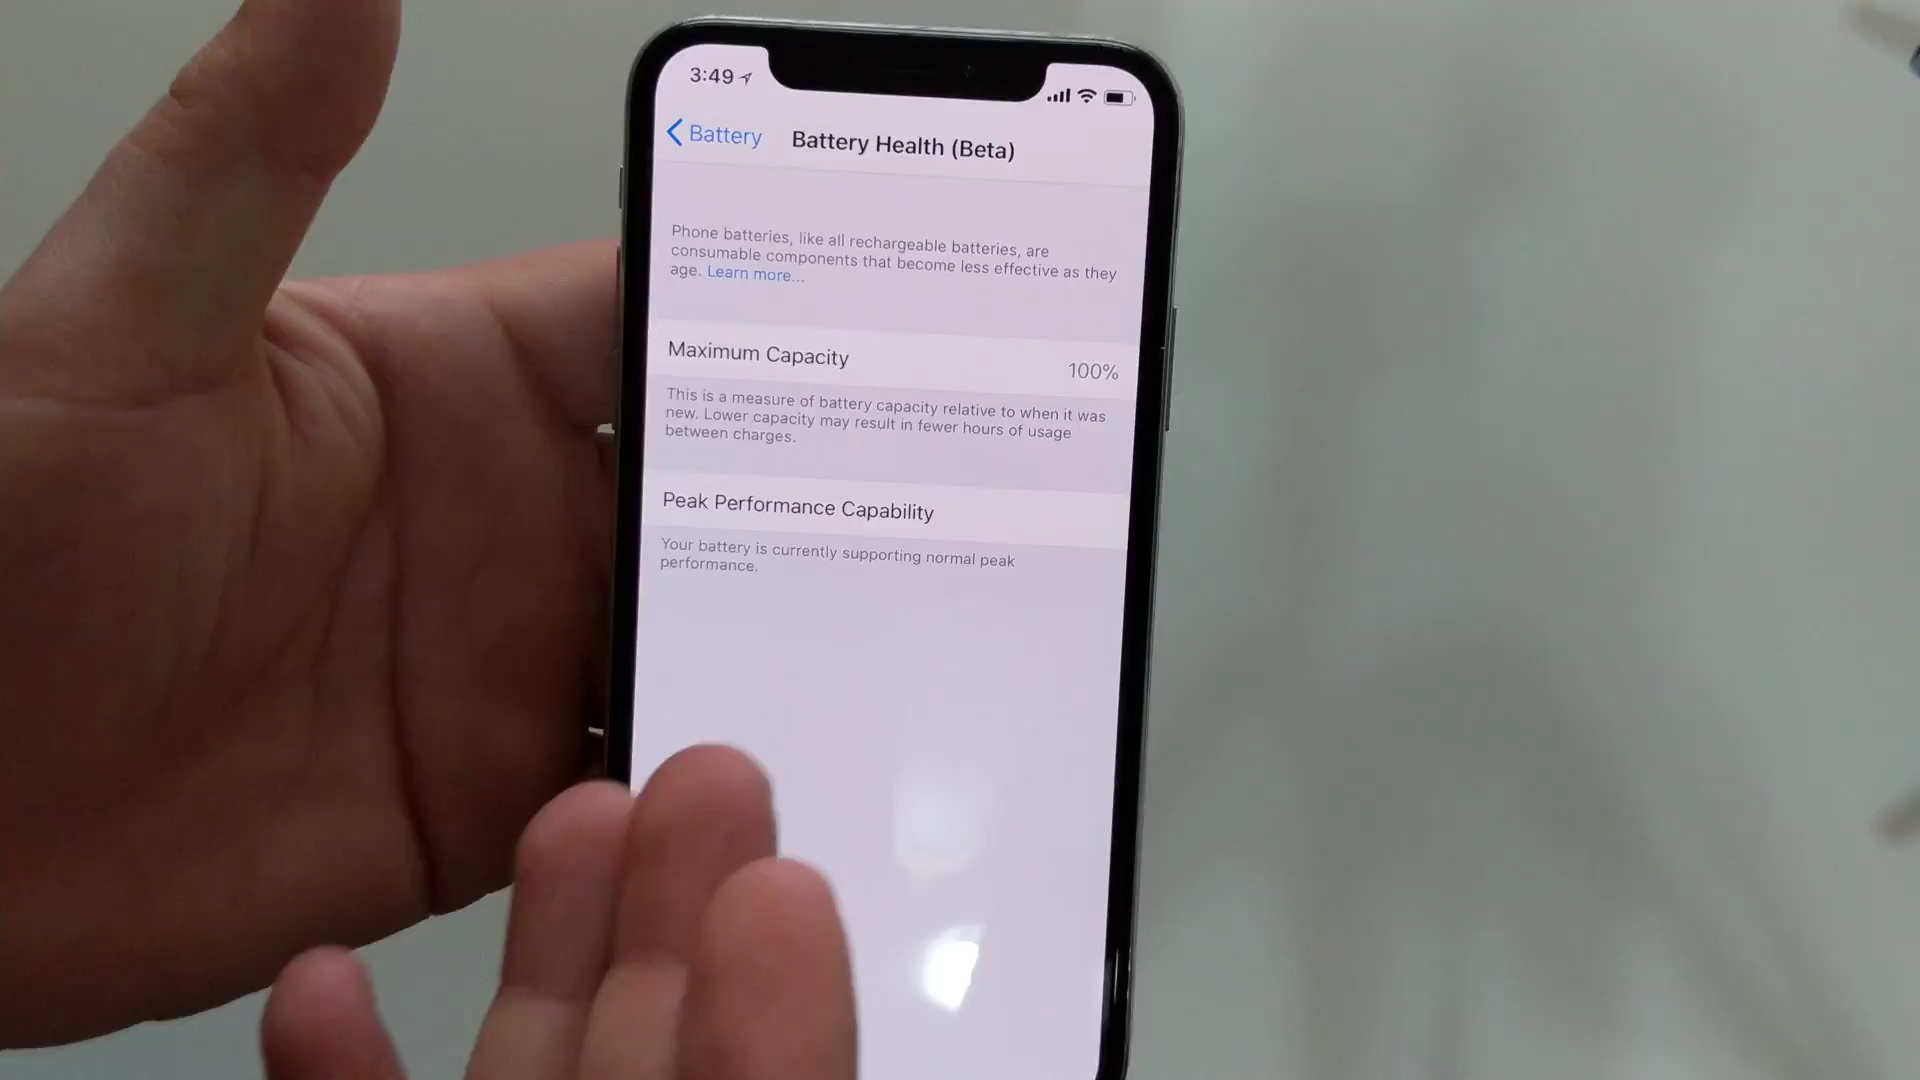 3:49
Battery
Battery Health (Beta)
Phone batteries, like all rechargeable batteries, are
consumable components that become less effective as they
age. Learn more...
Maximum Capacity
100%
This is a measure of battery capacity relative to when it was
new. Lower capacity may result in fewer hours of usage
between charges.
Peak Performance Capability
Your battery is currently supporting normal peak
performance.